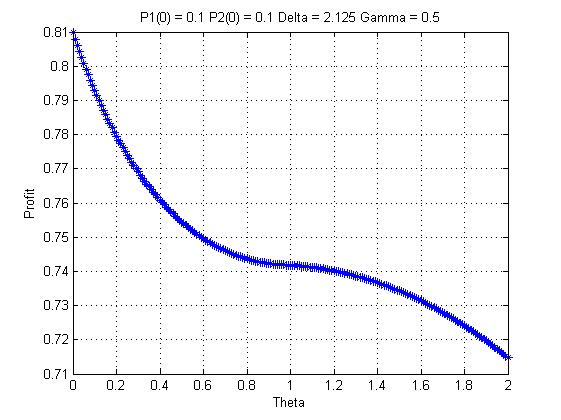 P1(0) = 0.1 P2(0) = 0.1 Delta = 2.125 Gamma = 0.5
0.81
0.8
0.79
0.78
0.77
0.76
0.75
0.74
0.73
0.72
0.71
Profit
0 0.2 0.4 0.6 0.8 1 1.2 1.4 1.6 1.8 2
Theta